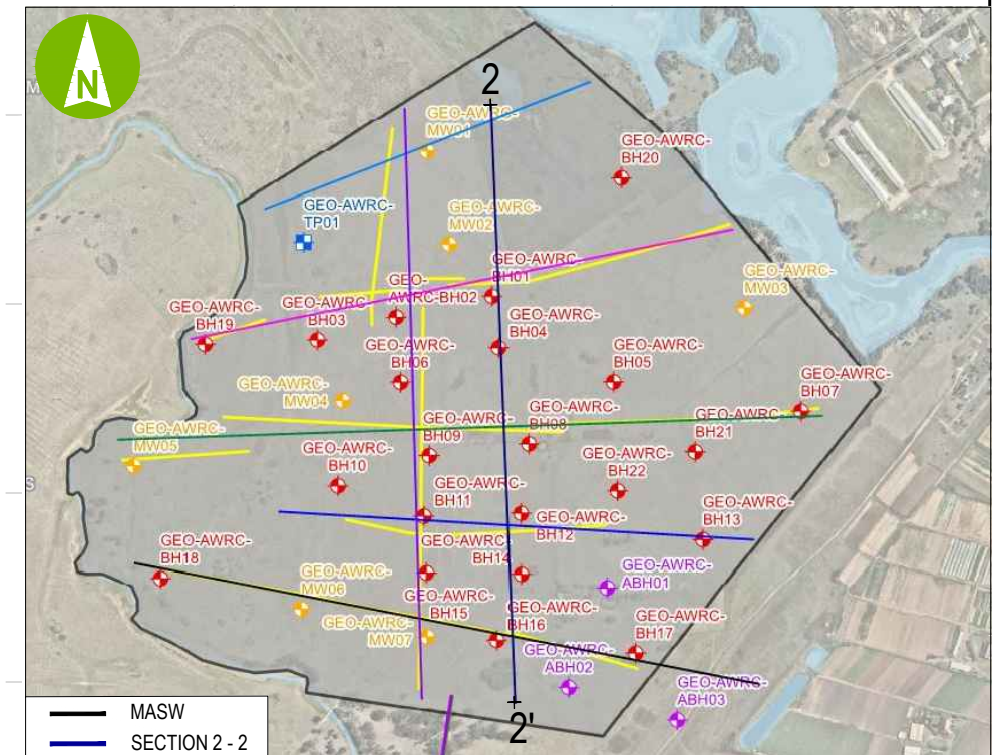 N
M
2
GEO-AWRC-
MW01
GEO-AWRC-
BH20
GEO-AWRC-
TP01
GEO-AWRC-
MW02
GEO-AWRC-
BH01
GEO-AWRC-
MW03
GEO-
AWRC-BH02
GEO-AWRC-
BH03
GEO-AWRC-
BH19
GEO-AWRC-
BH04
GEO-AWRC-
BH06
GEO-AWRC-
BH05
GEO-AWRC-
MW04
GEO-AWRC-
BH07
GEO-AWRC-
MW05
GEO-AWRC-
BH09
GEO-AWRC-
BH08
GEO-AWRC-
BH21
GEO-AWRC-
BH10
GEO-AWRC-
BH22
S
GEO-AWRC-
BH11
GEO-AWRC-
BH12
GEO-AWRC-
BH13
GEO-AWRC-
BH18
GEO-AWRC-
BH14
GEO-AWRC-
ABH01
GEO-AWRC-
MW06
GEO-AWRC-
BH15
GEO-AWRC-
BH16
GEO-AWRC-
BH17
GEO-AWRC-
MW07
GEO-AWRC-
ABH02
GEO-AWRC-
ABH03
2'
MASW
SECTION 2 - 2